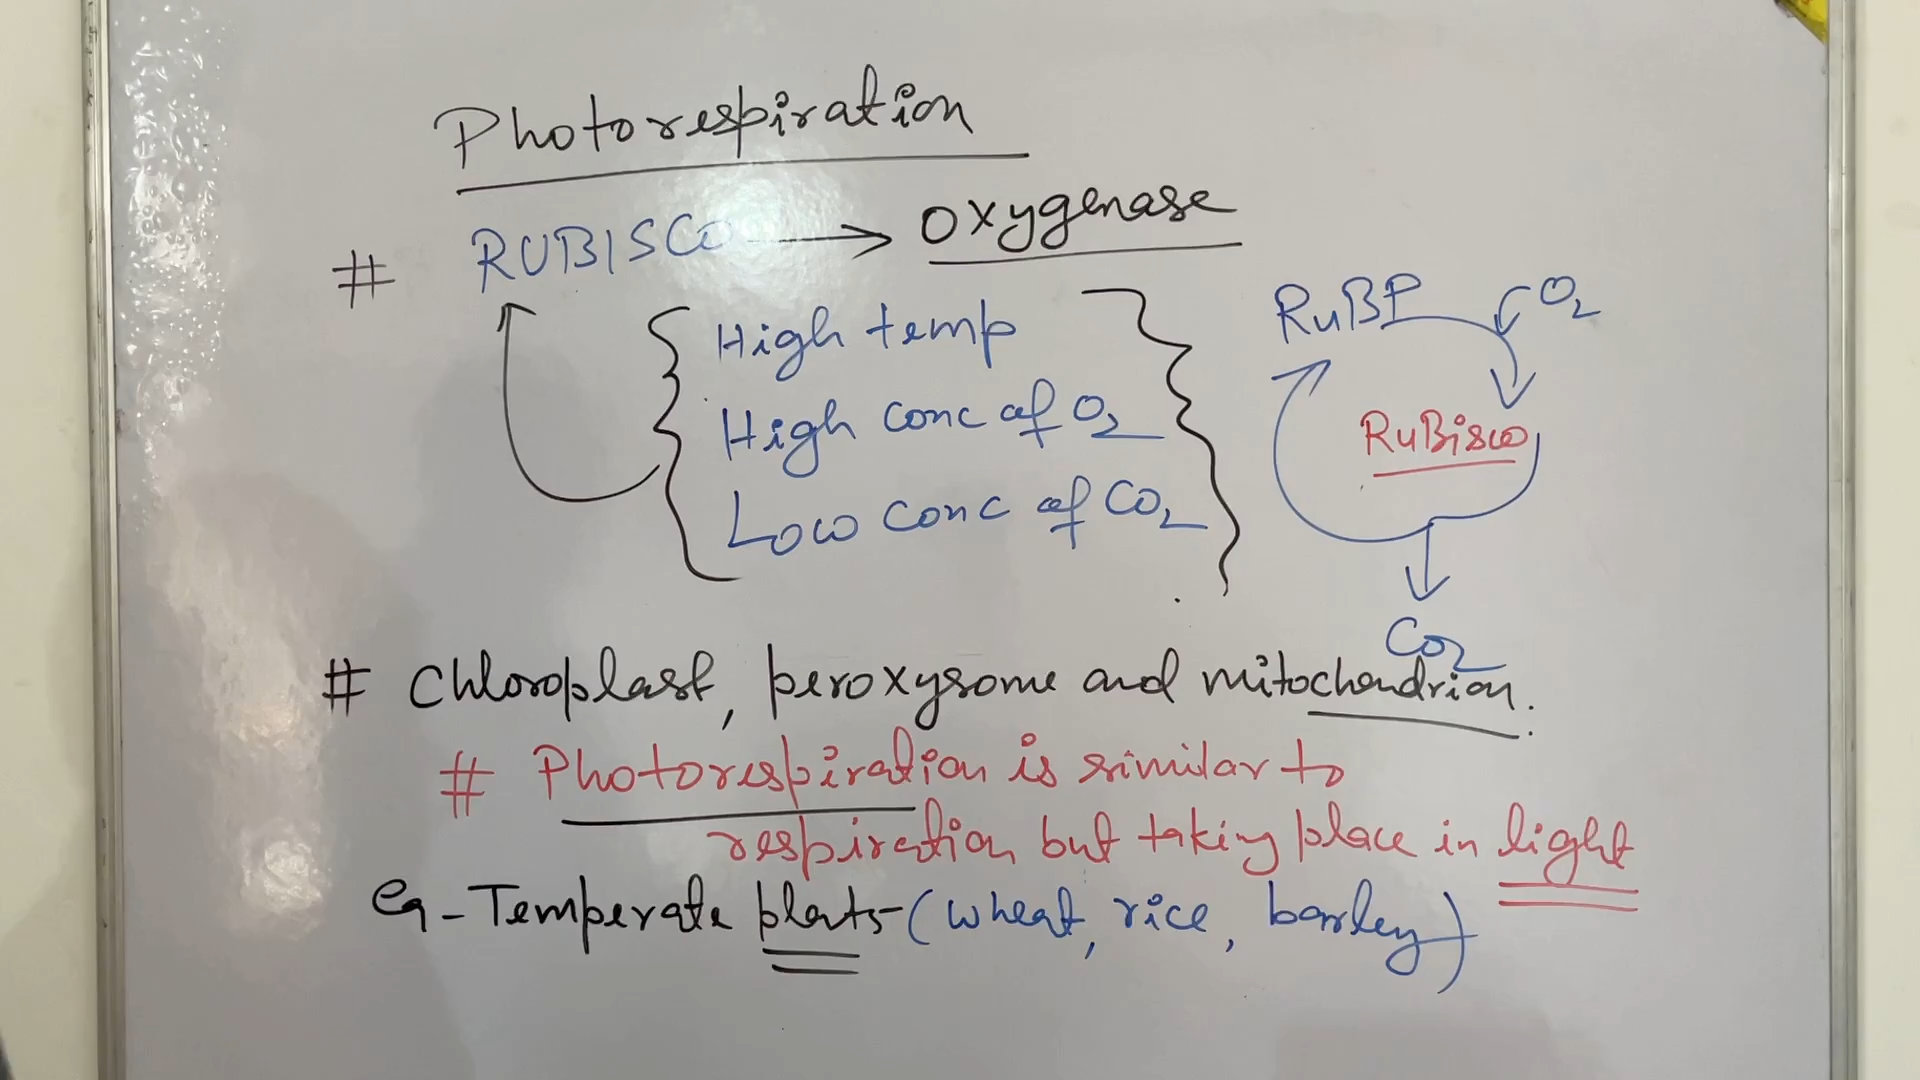 Photorespiration
# RUBISCO → Oxygenase
High temp
High conc of O2
Low conc of CO2
RuBP O2
RuBisco
CO2
# Chloroplast, peroxysome and mitochondrion.
# Photorespiration is similar to
respiration but taking place in light
eg - Temperate plants - (wheat, rice, barley)